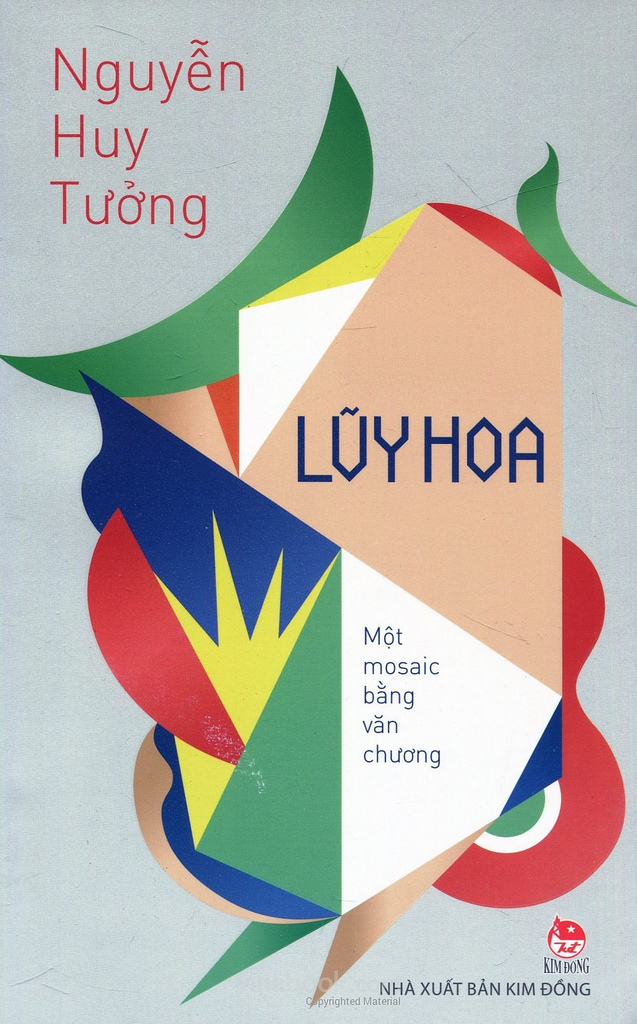 Nguyễn
Huy
Tưởng
LŨY HOA
Một
mosaic
bằng
văn
chương
KIM ĐỒNG
NHÀ XUẤT BẢN KIM ĐỒNG
Copyrighted Material